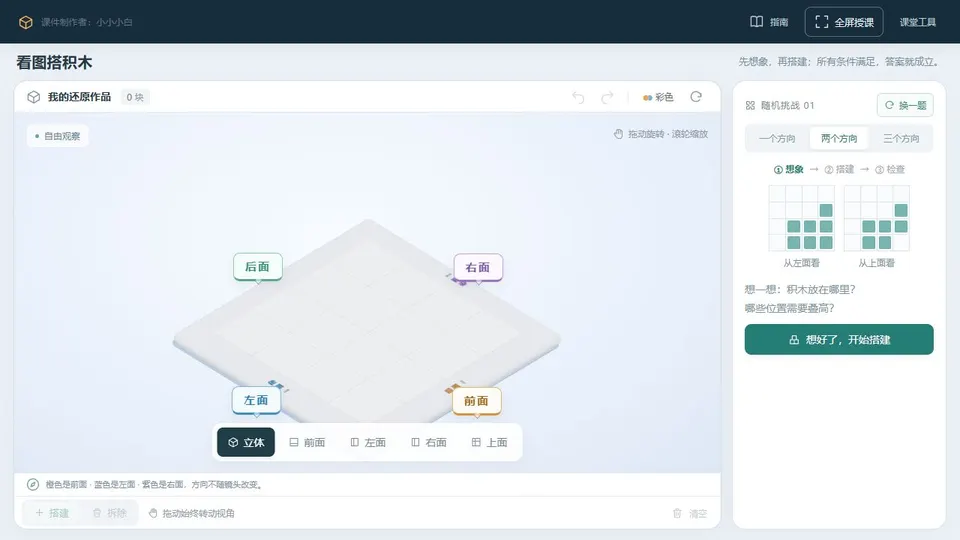 课件制作者：小小小白
指南
全屏授课
课堂工具
看图搭积木
先想象，再搭建；所有条件满足，答案就成立。
我的还原作品
0 块
彩色
自由观察
拖动旋转 · 滚轮缩放
后面
右面
左面
前面
立体
前面
左面
右面
上面
橙色是前面 · 蓝色是左面 · 紫色是右面，方向不随镜头改变。
搭建
拆除
拖动始终转动视角
清空
随机挑战 01
换一题
一个方向
两个方向
三个方向
① 想象 → ② 搭建 → ③ 检查
从左面看
从上面看
想一想：积木放在哪里？
哪些位置需要叠高？
想好了，开始搭建